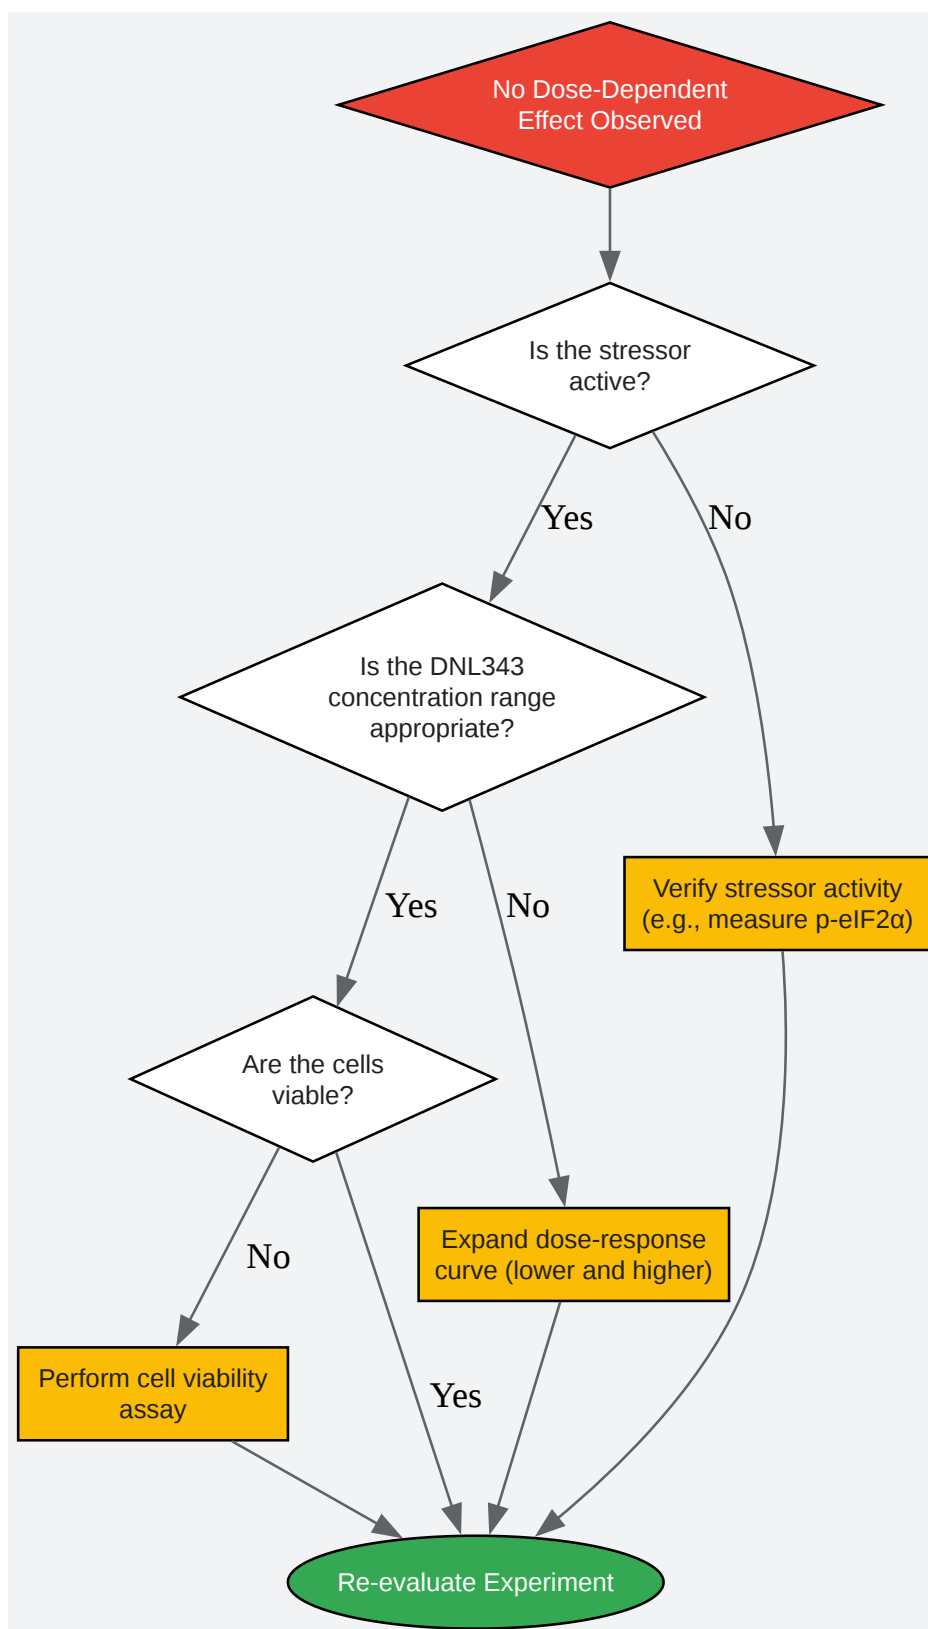 No Dose-Dependent
Effect Observed
Is the stressor
active?
Yes
No
Is the DNL343
concentration range
appropriate?
Yes
No
Verify stressor activity
(e.g., measure p-eIF2α)
Are the cells
viable?
No
Expand dose-response
curve (lower and higher)
Perform cell viability
assay
Yes
Re-evaluate Experiment